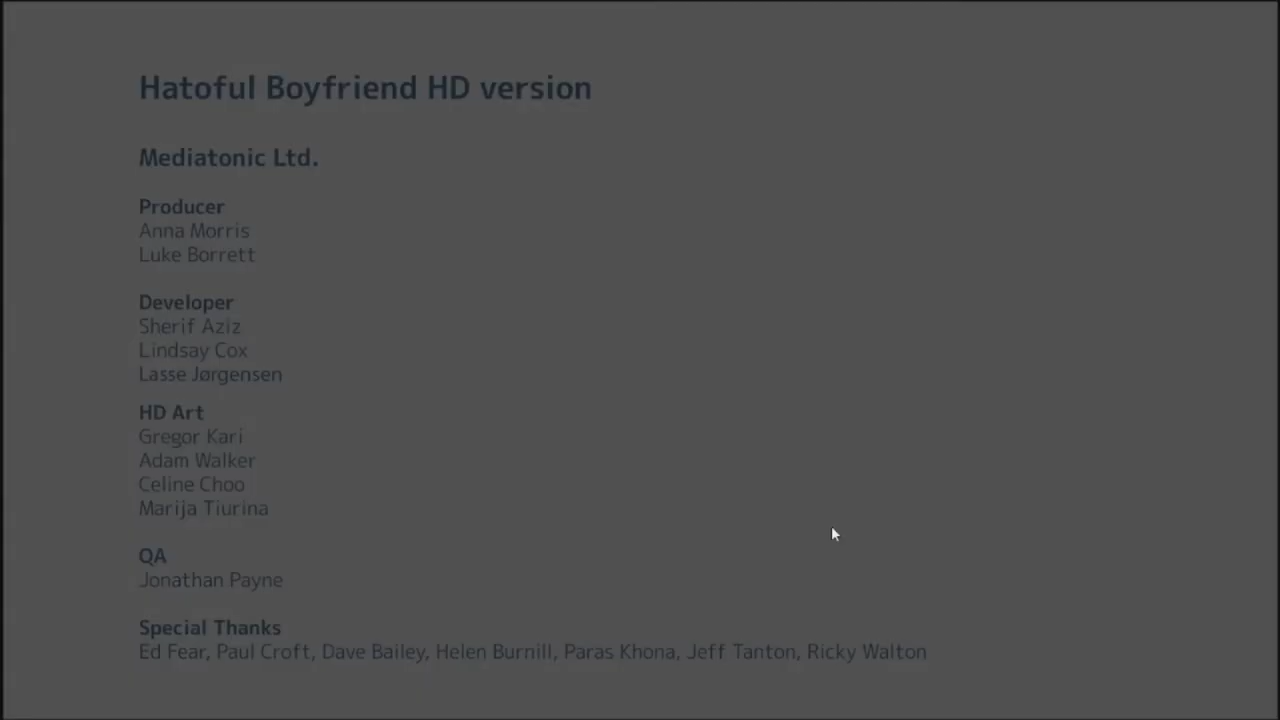 Hatoful Boyfriend HD version
Mediatonic Ltd.
Producer
Anna Morris
Luke Borrett
Developer
Sherif Aziz
Lindsay Cox
Lasse Jørgensen
HD Art
Gregor Kari
Adam Walker
Celine Choo
Marija Tiurina
QA
Jonathan Payne
Special Thanks
Ed Fear, Paul Croft, Dave Bailey, Helen Burnill, Paras Khona, Jeff Tanton, Ricky Walton